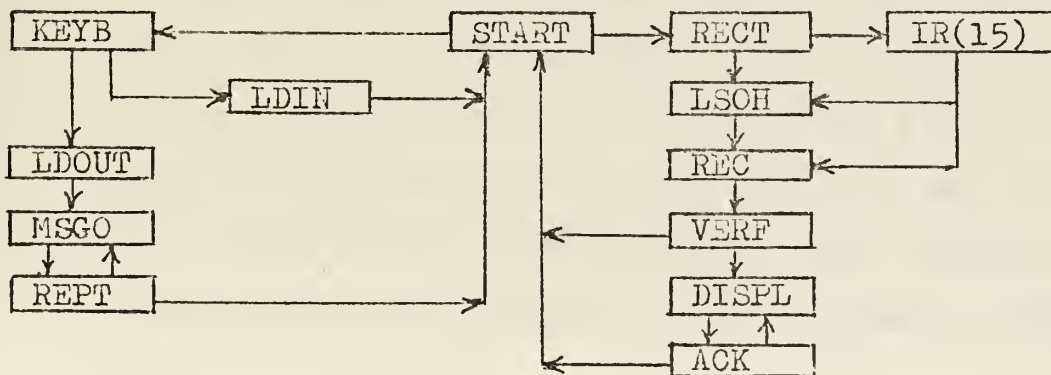 KEYB START RECT IR(15)
LDIN LSOH
LDOUT REC
MSGO VERF
REPT DISPL
ACK